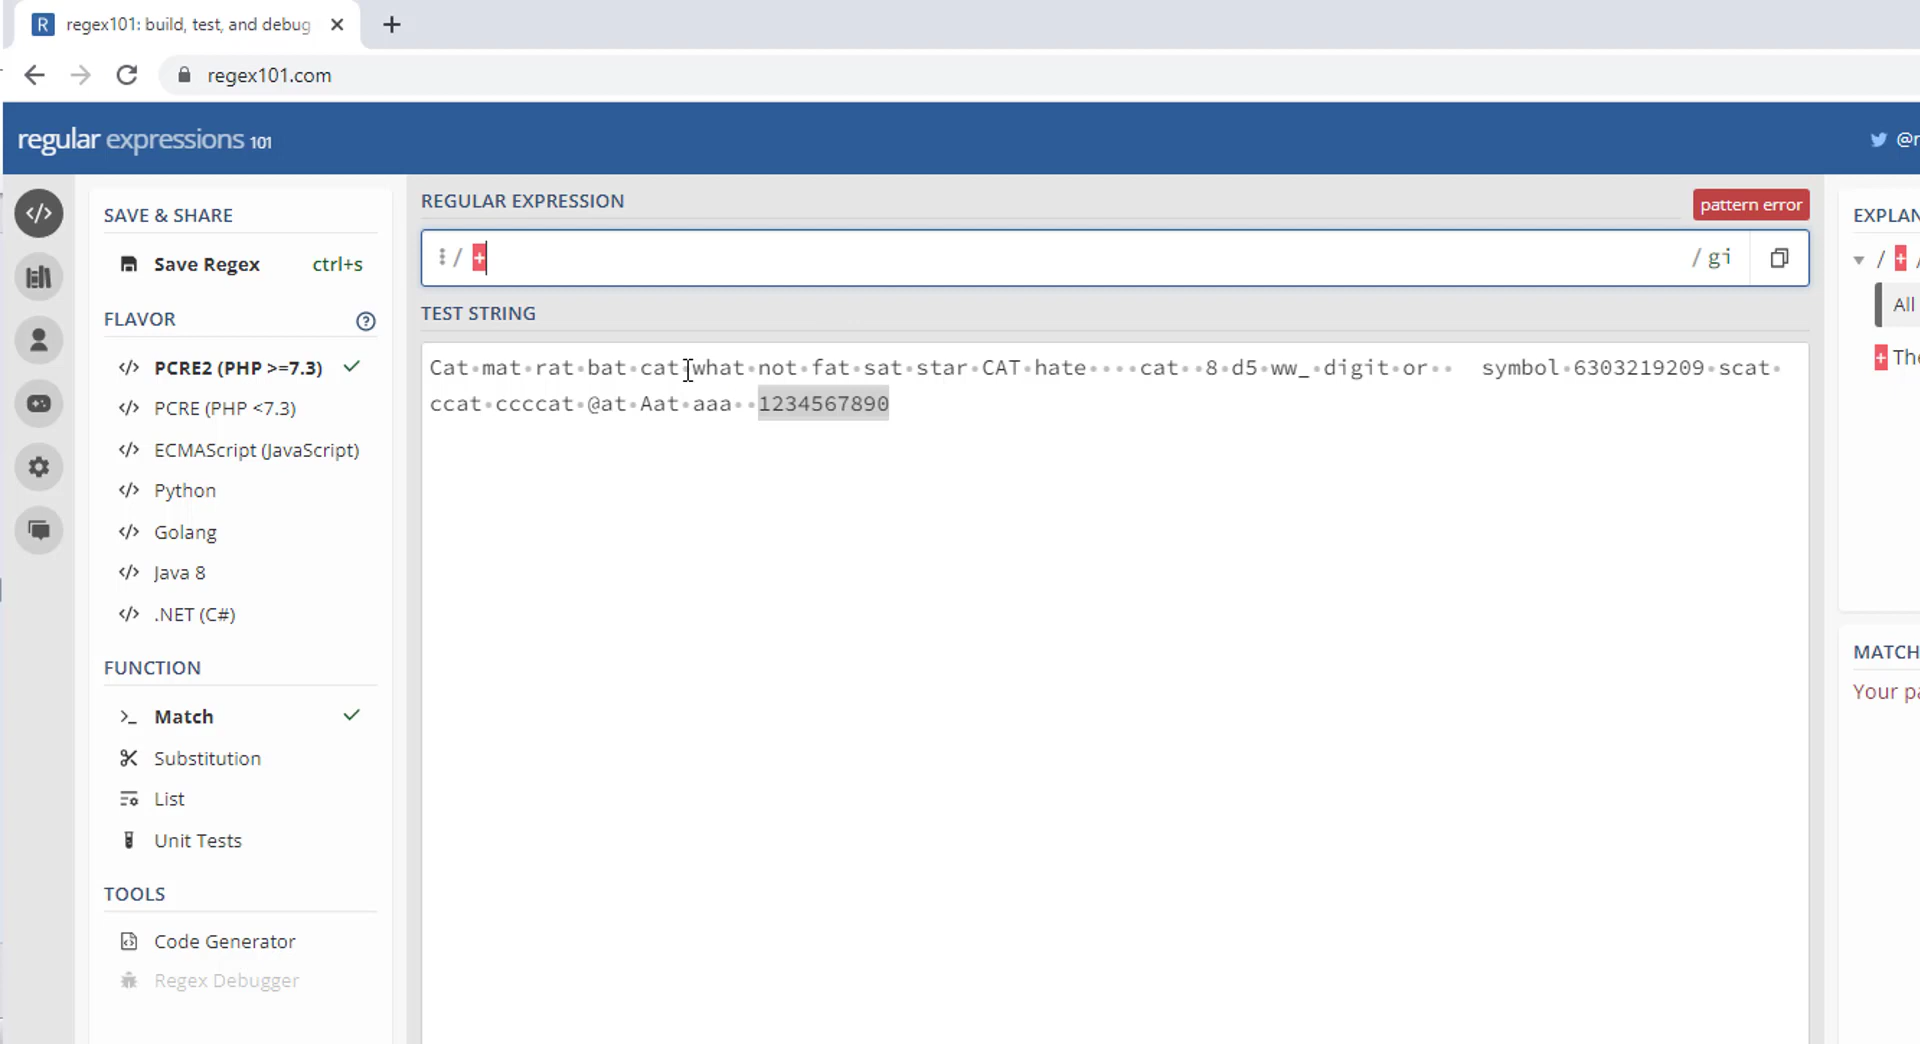 R regex101: build, test, and debug
regex101.com
regular expressions 101
@r
SAVE & SHARE
Save Regex ctrl+s
FLAVOR
PCRE2 (PHP >=7.3)
PCRE (PHP <7.3)
ECMAScript (JavaScript)
Python
Golang
Java 8
.NET (C#)
FUNCTION
Match
Substitution
List
Unit Tests
TOOLS
Code Generator
Regex Debugger
REGULAR EXPRESSION
pattern error
/ + / gi
TEST STRING
Cat·mat·rat·bat·cat·what·not·fat·sat·star·CAT·hate····cat··8·d5·ww_·digit·or·· symbol·6303219209·scat·
ccat·ccccat·@at·Aat·aaa··1234567890
EXPLAN
/ + /
All
+ The
MATCH
Your pa